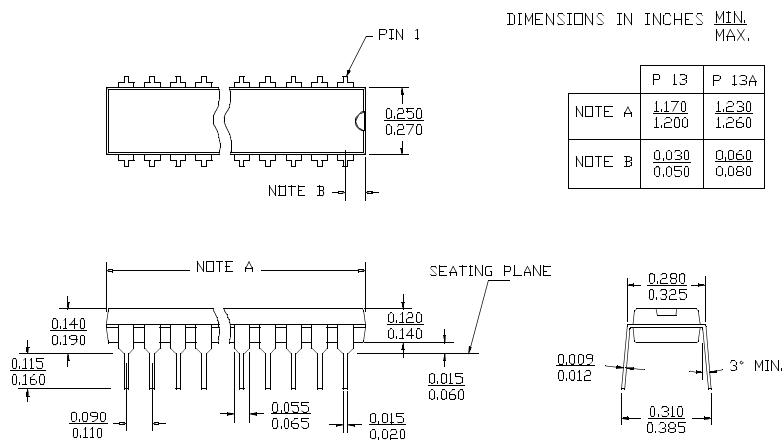 DIMENSIONS IN INCHES MIN.
MAX.
PIN 1
P 13 P 13A
NOTE A 1.170 1.230
1.200 1.260
NOTE B 0.030 0.060
0.050 0.080
0.250
0.270
NOTE B
NOTE A
SEATING PLANE
0.280
0.325
0.140
0.190
0.120
0.140
0.115
0.160
0.015
0.060
0.009
0.012
3° MIN.
0.090
0.110
0.055
0.065
0.015
0.020
0.310
0.385